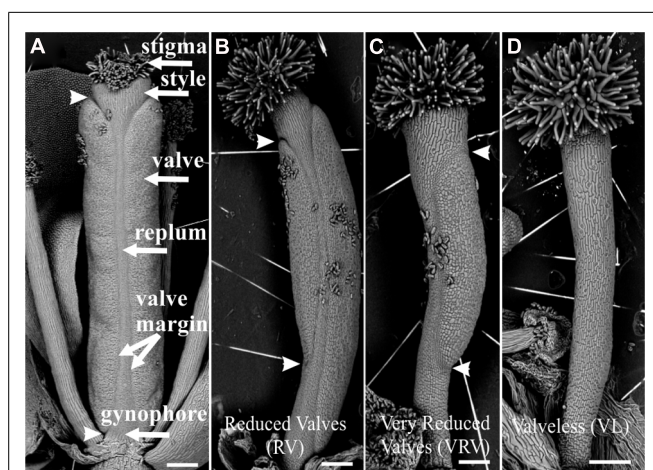 A
stigma
style
valve
replum
valve
margin
gynophore
B
Reduced Valves
(RV)
C
Very Reduced
Valves (VRV)
D
Valveless (VL)